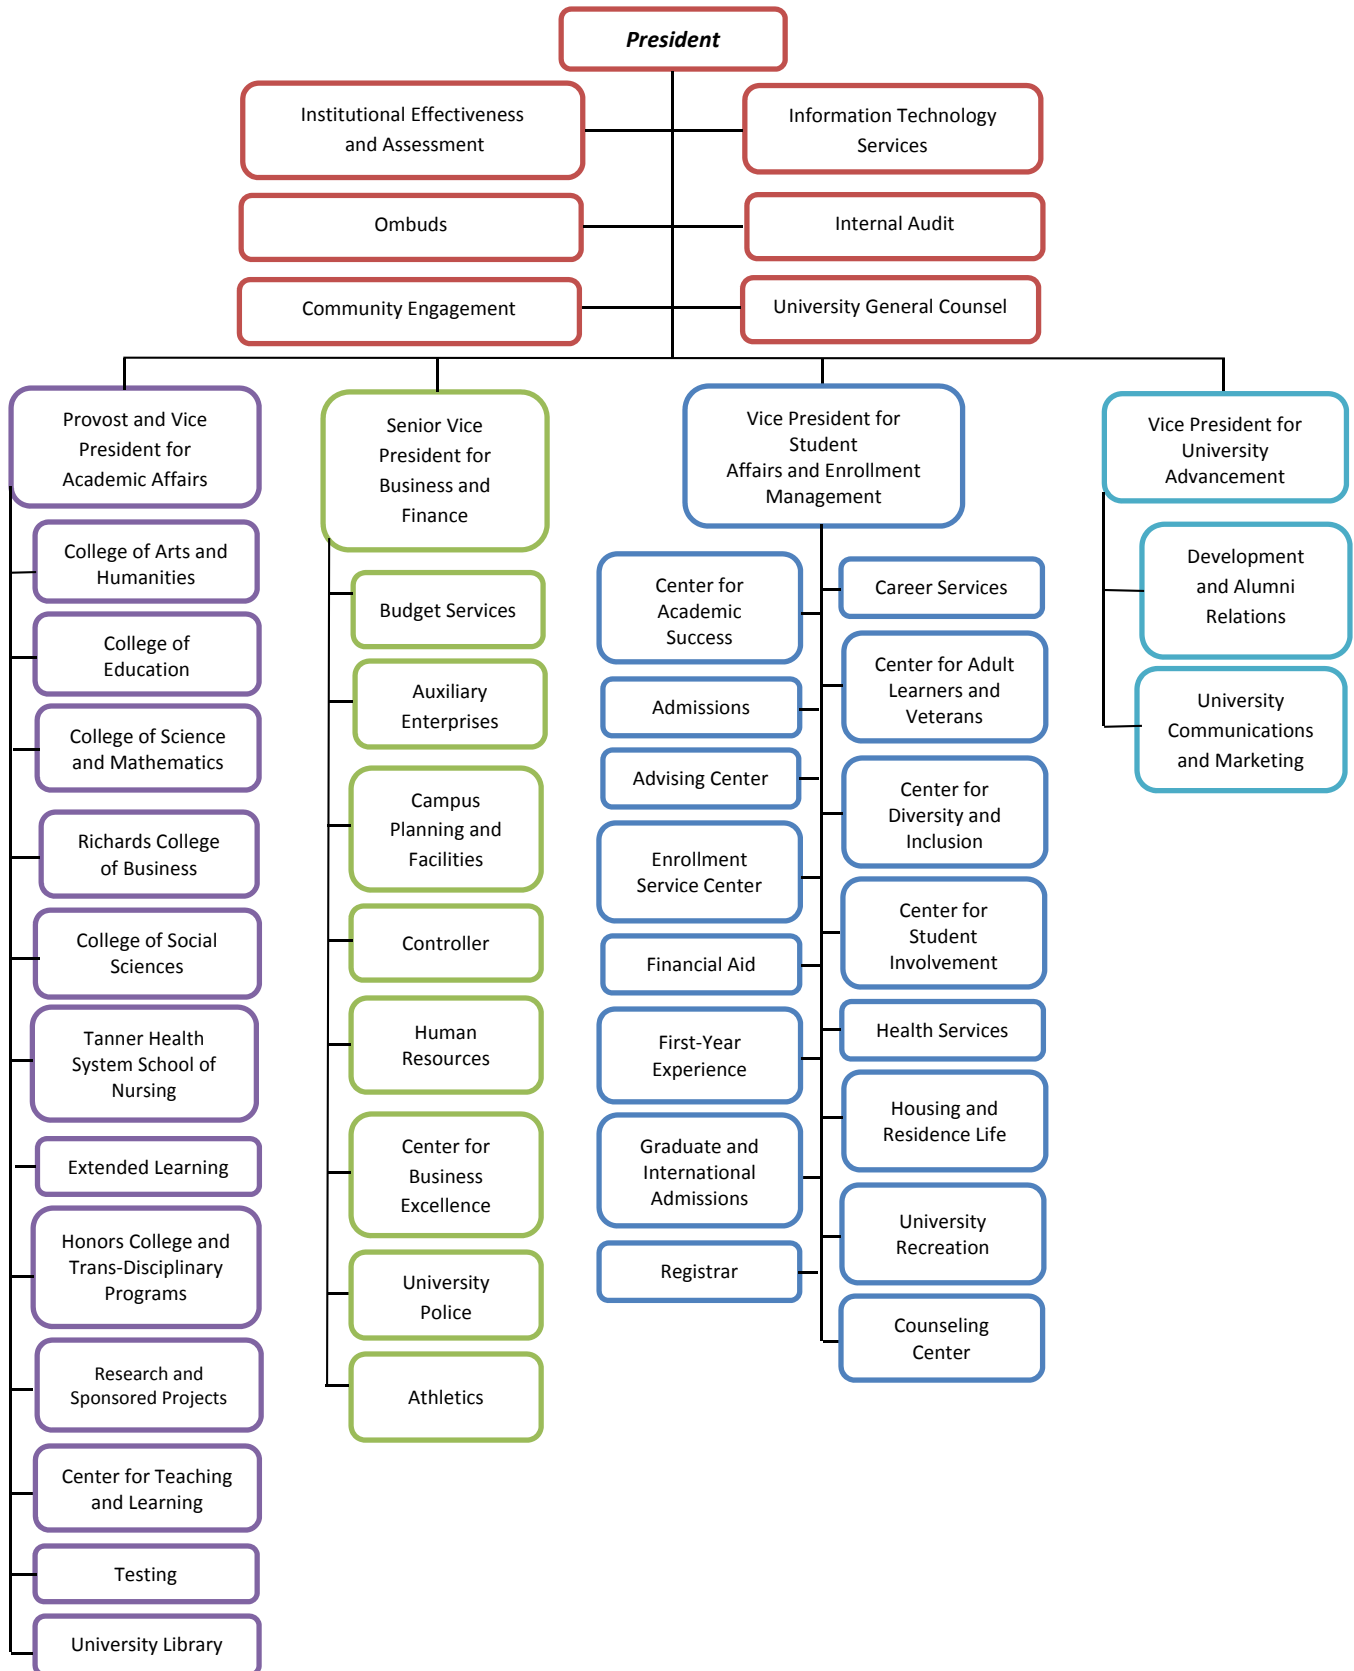 President
Institutional Effectiveness
and Assessment
Information Technology
Services
Ombuds
Internal Audit
Community Engagement
University General Counsel
Provost and Vice
President for
Academic Affairs
College of Arts and
Humanities
College of
Education
College of Science
and Mathematics
Richards College
of Business
College of Social
Sciences
Tanner Health
System School of
Nursing
Extended Learning
Honors College and
Trans-Disciplinary
Programs
Research and
Sponsored Projects
Center for Teaching
and Learning
Testing
University Library
Senior Vice
President for
Business and
Finance
Budget Services
Auxiliary
Enterprises
Campus
Planning and
Facilities
Controller
Human
Resources
Center for
Business
Excellence
University
Police
Athletics
Vice President for
Student
Affairs and Enrollment
Management
Center for
Academic
Success
Admissions
Advising Center
Enrollment
Service Center
Financial Aid
First-Year
Experience
Graduate and
International
Admissions
Registrar
Career Services
Center for Adult
Learners and
Veterans
Center for
Diversity and
Inclusion
Center for
Student
Involvement
Health Services
Housing and
Residence Life
University
Recreation
Counseling
Center
Vice President for
University
Advancement
Development
and Alumni
Relations
University
Communications
and Marketing